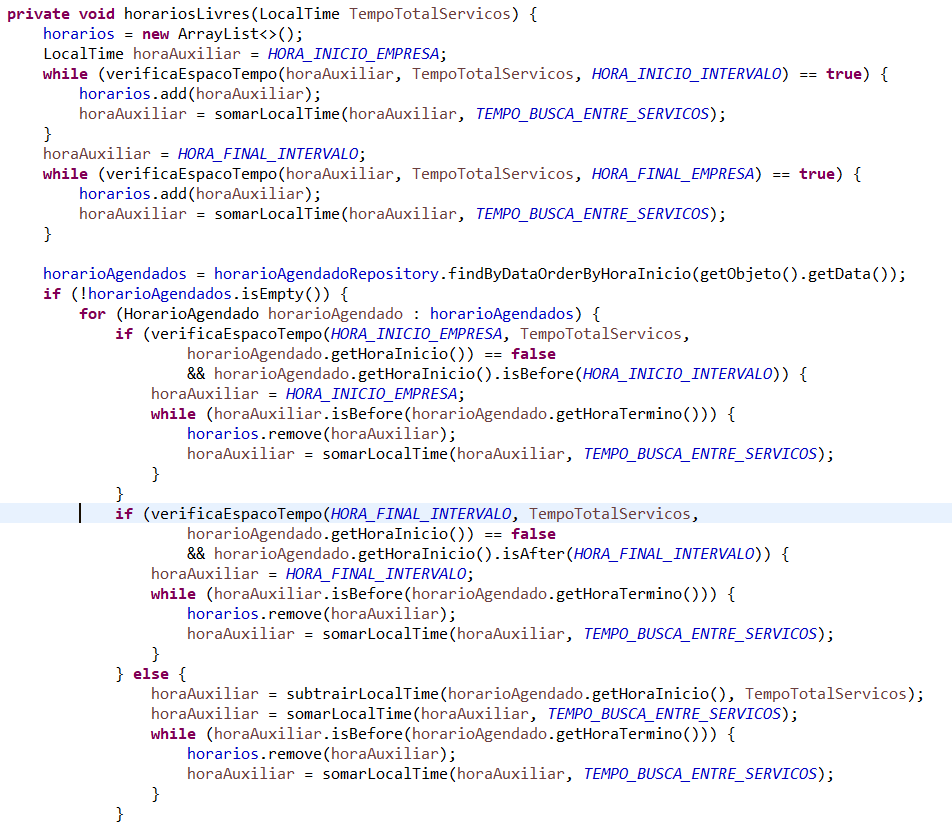 private void horariosLivres(LocalTime TempoTotalServicos) {
    horarios = new ArrayList<>();
    LocalTime horaAuxiliar = HORA_INICIO_EMPRESA;
    while (verificaEspacoTempo(horaAuxiliar, TempoTotalServicos, HORA_INICIO_INTERVALO) == true) {
        horarios.add(horaAuxiliar);
        horaAuxiliar = somarLocalTime(horaAuxiliar, TEMPO_BUSCA_ENTRE_SERVICOS);
    }
    horaAuxiliar = HORA_FINAL_INTERVALO;
    while (verificaEspacoTempo(horaAuxiliar, TempoTotalServicos, HORA_FINAL_EMPRESA) == true) {
        horarios.add(horaAuxiliar);
        horaAuxiliar = somarLocalTime(horaAuxiliar, TEMPO_BUSCA_ENTRE_SERVICOS);
    }

    horarioAgendados = horarioAgendadoRepository.findByDataOrderByHoraInicio(getObjeto().getData());
    if (!horarioAgendados.isEmpty()) {
        for (HorarioAgendado horarioAgendado : horarioAgendados) {
            if (verificaEspacoTempo(HORA_INICIO_EMPRESA, TempoTotalServicos,
                    horarioAgendado.getHoraInicio()) == false
                    && horarioAgendado.getHoraInicio().isBefore(HORA_INICIO_INTERVALO)) {
                horaAuxiliar = HORA_INICIO_EMPRESA;
                while (horaAuxiliar.isBefore(horarioAgendado.getHoraTermino())) {
                    horarios.remove(horaAuxiliar);
                    horaAuxiliar = somarLocalTime(horaAuxiliar, TEMPO_BUSCA_ENTRE_SERVICOS);
                }
            }
            if (verificaEspacoTempo(HORA_FINAL_INTERVALO, TempoTotalServicos,
                    horarioAgendado.getHoraInicio()) == false
                    && horarioAgendado.getHoraInicio().isAfter(HORA_FINAL_INTERVALO)) {
                horaAuxiliar = HORA_FINAL_INTERVALO;
                while (horaAuxiliar.isBefore(horarioAgendado.getHoraTermino())) {
                    horarios.remove(horaAuxiliar);
                    horaAuxiliar = somarLocalTime(horaAuxiliar, TEMPO_BUSCA_ENTRE_SERVICOS);
                }
            } else {
                horaAuxiliar = subtrairLocalTime(horarioAgendado.getHoraInicio(), TempoTotalServicos);
                horaAuxiliar = somarLocalTime(horaAuxiliar, TEMPO_BUSCA_ENTRE_SERVICOS);
                while (horaAuxiliar.isBefore(horarioAgendado.getHoraTermino())) {
                    horarios.remove(horaAuxiliar);
                    horaAuxiliar = somarLocalTime(horaAuxiliar, TEMPO_BUSCA_ENTRE_SERVICOS);
                }
            }